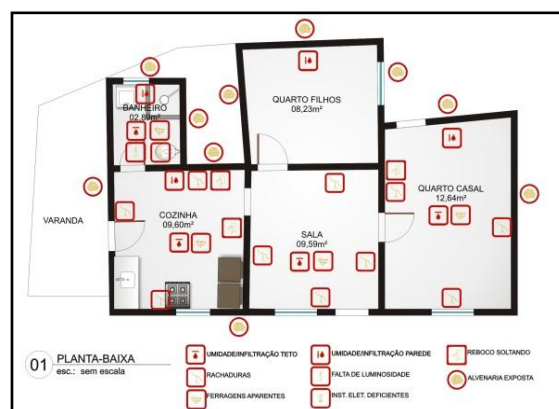 BANHEIRO
02,89m²
QUARTO FILHOS
08,23m²
QUARTO CASAL
12,64m²
COZINHA
09,60m²
SALA
09,59m²
VARANDA
01 PLANTA-BAIXA
esc.: sem escala
UMIDADE/INFILTRAÇÃO TETO
UMIDADE/INFILTRAÇÃO PAREDE
REBOCO SOLTANDO
RACHADURAS
FALTA DE LUMINOSIDADE
ALVENARIA EXPOSTA
FERRAGENS APARENTES
INST. ELET. DEFICIENTES